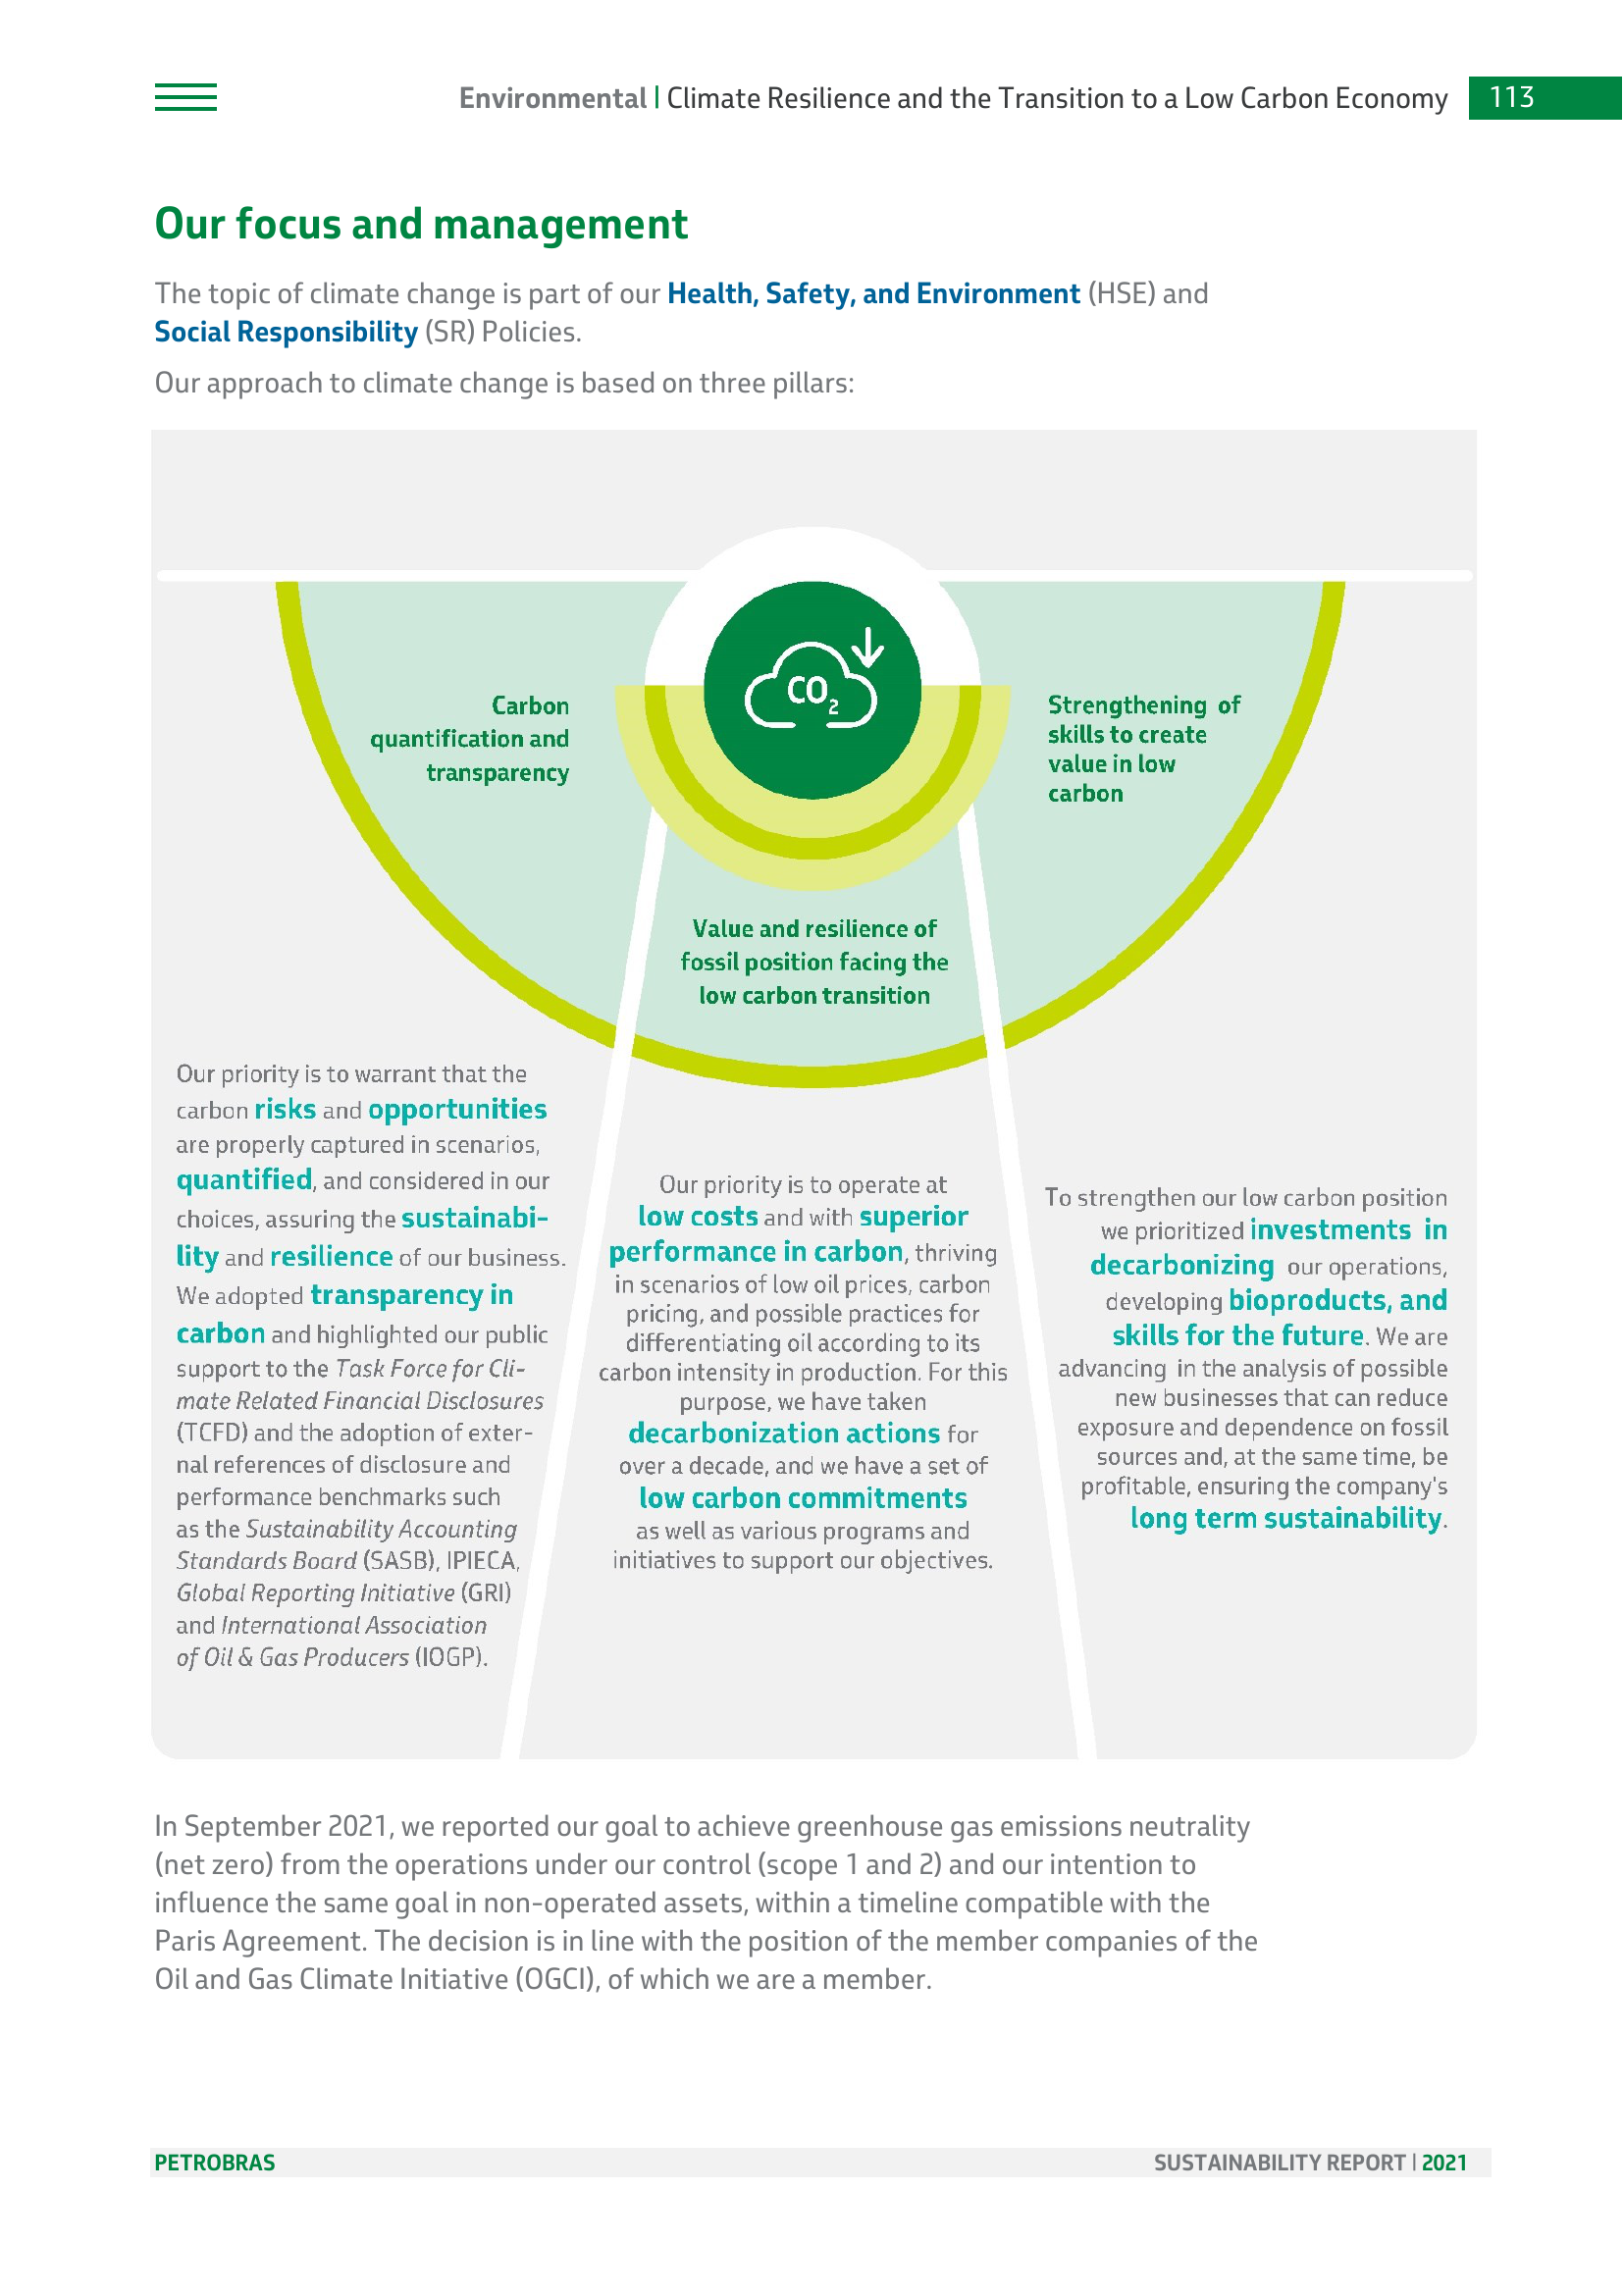 Environmental | Climate Resilience and the Transition to a Low Carbon Economy
113
Our focus and management
The topic of climate change is part of our Health, Safety, and Environment (HSE) and
Social Responsibility (SR) Policies.
Our approach to climate change is based on three pillars:
CO2
Carbon
quantification and
transparency
Value and resilience of
fossil position facing the
low carbon transition
Strengthening of
skills to create
value in low
carbon
Our priority is to warrant that the
carbon risks and opportunities
are properly captured in scenarios,
quantified, and considered in our
choices, assuring the sustainabi-
lity and resilience of our business.
We adopted transparency in
carbon and highlighted our public
support to the Task Force for Cli-
mate Related Financial Disclosures
(TCFD) and the adoption of exter-
nal references of disclosure and
performance benchmarks such
as the Sustainability Accounting
Standards Board (SASB), IPIECA,
Global Reporting Initiative (GRI)
and International Association
of Oil & Gas Producers (IOGP).
Our priority is to operate at
low costs and with superior
performance in carbon, thriving
in scenarios of low oil prices, carbon
pricing, and possible practices for
differentiating oil according to its
carbon intensity in production. For this
purpose, we have taken
decarbonization actions for
over a decade, and we have a set of
low carbon commitments
as well as various programs and
initiatives to support our objectives.
To strengthen our low carbon position
we prioritized investments in
decarbonizing our operations,
developing bioproducts, and
skills for the future. We are
advancing in the analysis of possible
new businesses that can reduce
exposure and dependence on fossil
sources and, at the same time, be
profitable, ensuring the company's
long term sustainability.
In September 2021, we reported our goal to achieve greenhouse gas emissions neutrality
(net zero) from the operations under our control (scope 1 and 2) and our intention to
influence the same goal in non-operated assets, within a timeline compatible with the
Paris Agreement. The decision is in line with the position of the member companies of the
Oil and Gas Climate Initiative (OGCI), of which we are a member.
PETROBRAS
SUSTAINABILITY REPORT | 2021